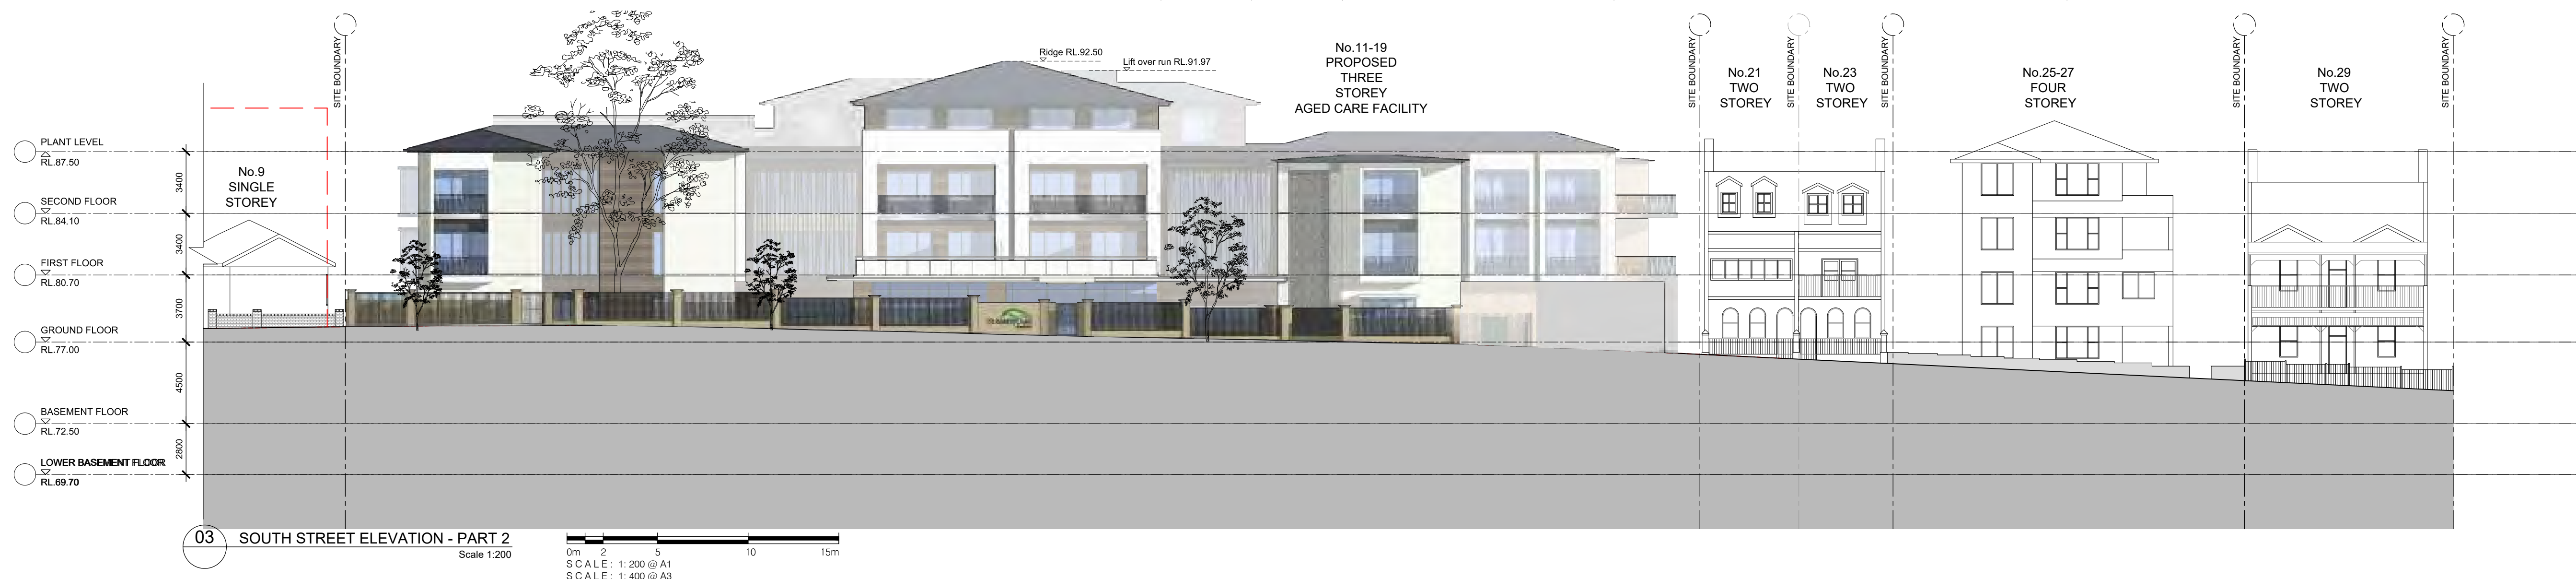 SITE BOUNDARY
Ridge RL.92.50
Lift over run RL.91.97
No.11-19
PROPOSED
THREE
STOREY
AGED CARE FACILITY
SITE BOUNDARY
No.21
TWO
STOREY
SITE BOUNDARY
No.23
TWO
STOREY
SITE BOUNDARY
No.25-27
FOUR
STOREY
SITE BOUNDARY
No.29
TWO
STOREY
SITE BOUNDARY
No.9
SINGLE
STOREY
PLANT LEVEL
RL.87.50
3400
SECOND FLOOR
RL.84.10
3400
FIRST FLOOR
RL.80.70
3700
GROUND FLOOR
RL.77.00
4500
BASEMENT FLOOR
RL.72.50
2800
LOWER BASEMENT FLOOR
RL.69.70
03 SOUTH STREET ELEVATION - PART 2
Scale 1:200
0m 2 5 10 15m
SCALE: 1: 200 @ A1
SCALE: 1: 400 @ A3